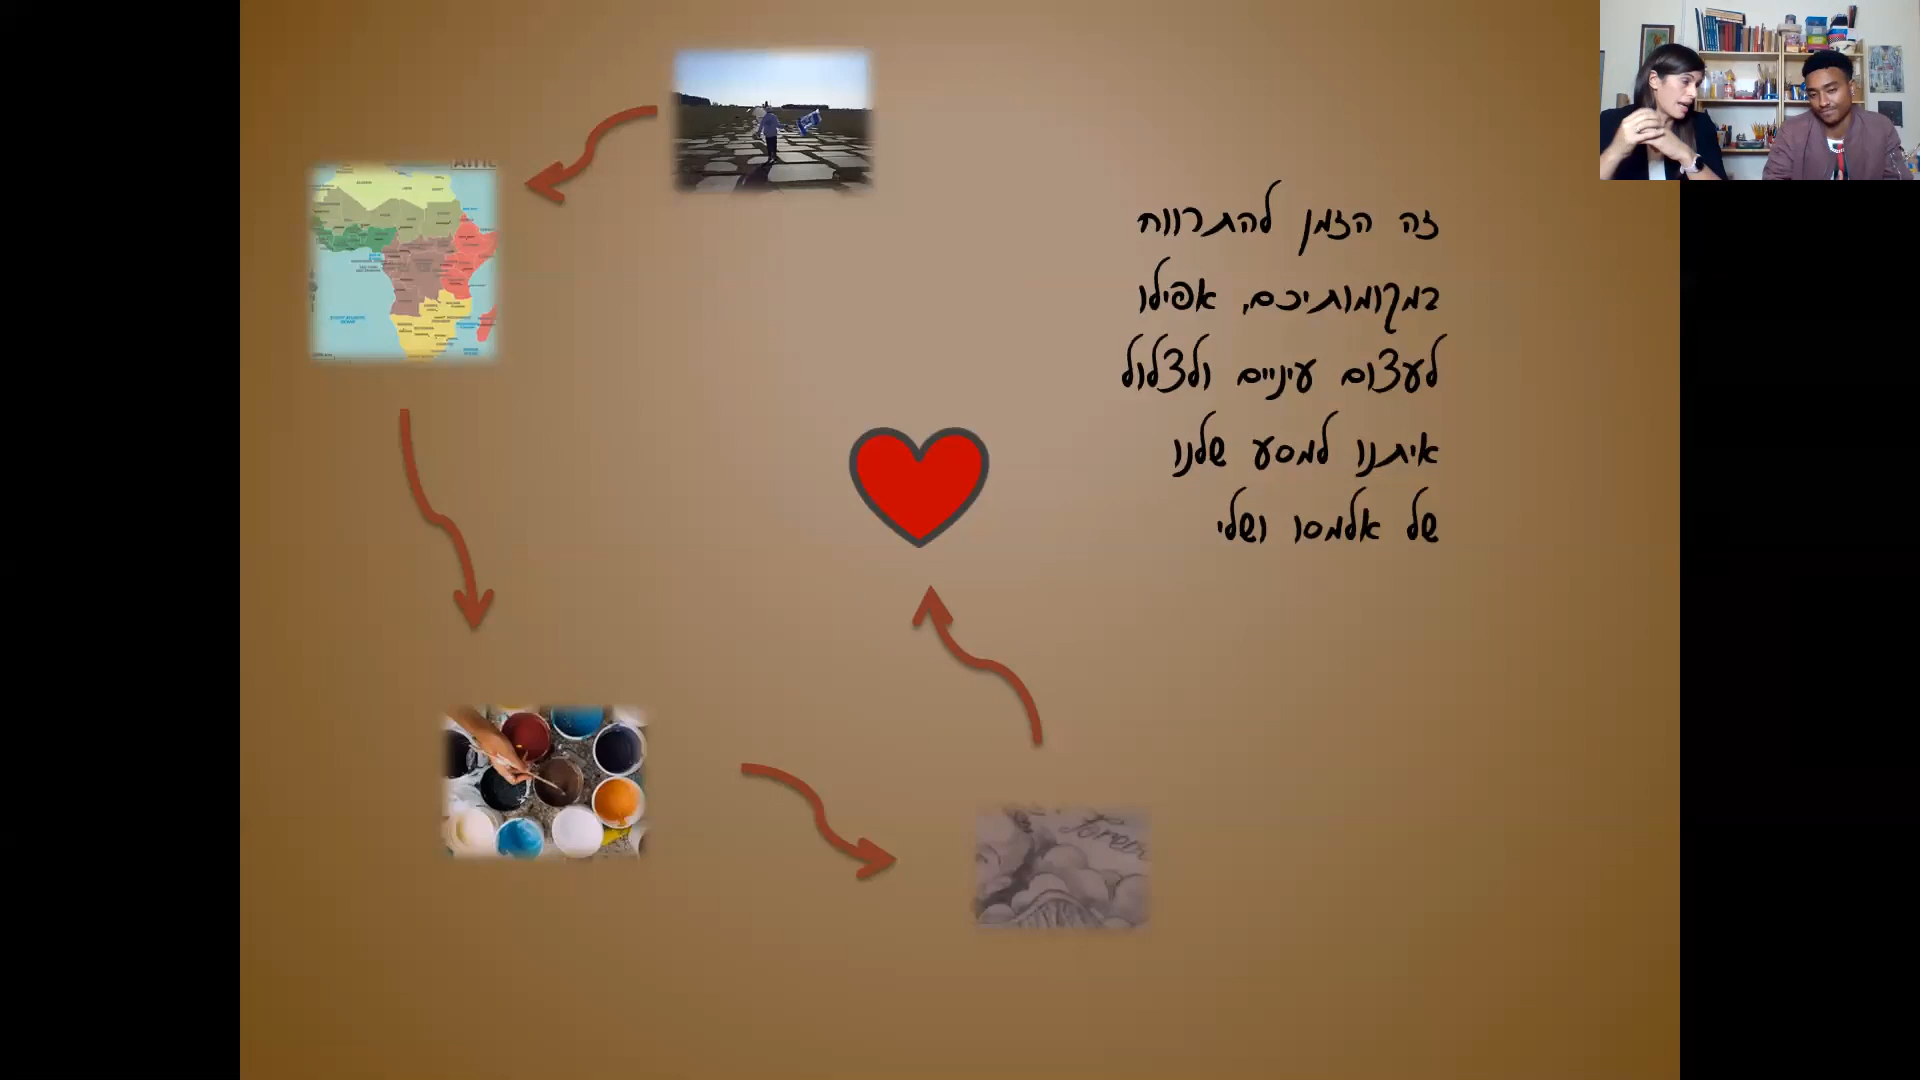 זה הזמן להתרווח
במקומותיכם, אפילו
לעצום עיניים ולצלול
איתנו למסע שלנו
של אלמסו ושלי